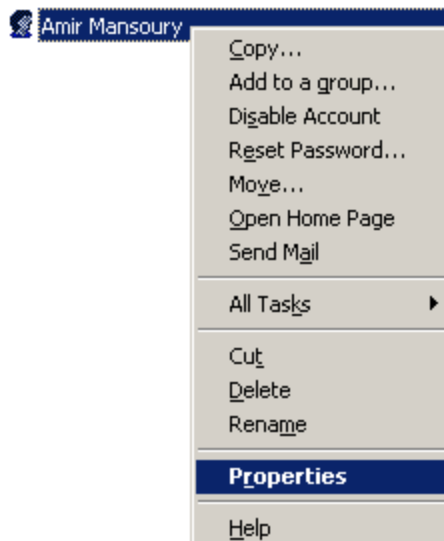 Amir Mansoury
Copy...
Add to a group...
Disable Account
Reset Password...
Move...
Open Home Page
Send Mail
All Tasks
Cut
Delete
Rename
Properties
Help